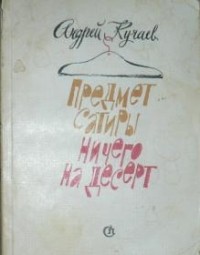 Андрей Кучаев
Предмет
сатиры
ничего
на десерт